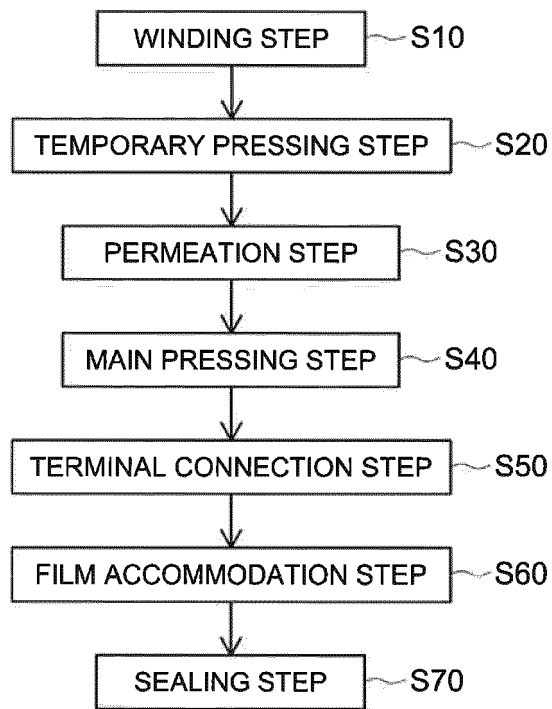 WINDING STEP S10
TEMPORARY PRESSING STEP S20
PERMEATION STEP S30
MAIN PRESSING STEP S40
TERMINAL CONNECTION STEP S50
FILM ACCOMMODATION STEP S60
SEALING STEP S70